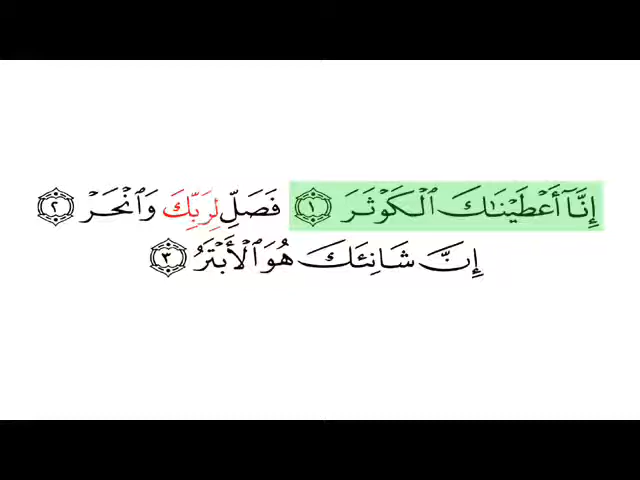 إِنَّآ أَعْطَيْنَـٰكَ ٱلْكَوْثَرَ ١ فَصَلِّ لِرَبِّكَ وَٱنْحَرْ ٢
إِنَّ شَانِئَكَ هُوَ ٱلْأَبْتَرُ ٣